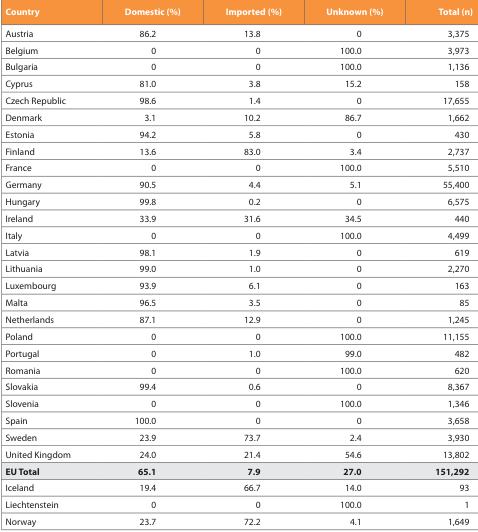 Country Domestic (%) Imported (%) Unknown (%) Total (n)
Austria 86.2 13.8 0 3,375
Belgium 0 0 100.0 3,973
Bulgaria 0 0 100.0 1,136
Cyprus 81.0 3.8 15.2 158
Czech Republic 98.6 1.4 0 17,655
Denmark 3.1 10.2 86.7 1,662
Estonia 94.2 5.8 0 430
Finland 13.6 83.0 3.4 2,737
France 0 0 100.0 5,510
Germany 90.5 4.4 5.1 55,400
Hungary 99.8 0.2 0 6,575
Ireland 33.9 31.6 34.5 440
Italy 0 0 100.0 4,499
Latvia 98.1 1.9 0 619
Lithuania 99.0 1.0 0 2,270
Luxembourg 93.9 6.1 0 163
Malta 96.5 3.5 0 85
Netherlands 87.1 12.9 0 1,245
Poland 0 0 100.0 11,155
Portugal 0 1.0 99.0 482
Romania 0 0 100.0 620
Slovakia 99.4 0.6 0 8,367
Slovenia 0 0 100.0 1,346
Spain 100.0 0 0 3,658
Sweden 23.9 73.7 2.4 3,930
United Kingdom 24.0 21.4 54.6 13,802
EU Total 65.1 7.9 27.0 151,292
Iceland 19.4 66.7 14.0 93
Liechtenstein 0 0 100.0 1
Norway 23.7 72.2 4.1 1,649